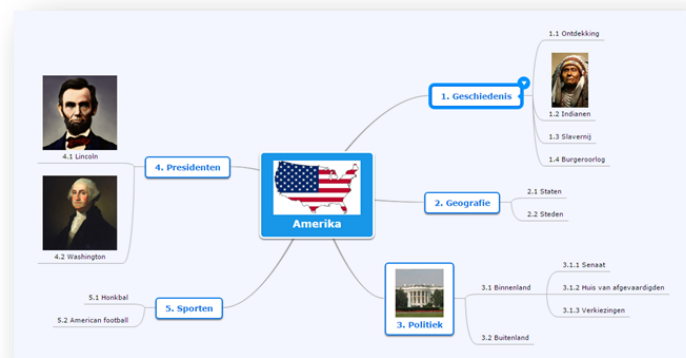 Amerika
1. Geschiedenis
1.1 Ontdekking
1.2 Indianen
1.3 Slavernij
1.4 Burgeroorlog
2. Geografie
2.1 Staten
2.2 Steden
3. Politiek
3.1 Binnenland
3.1.1 Senaat
3.1.2 Huis van afgevaardigden
3.1.3 Verkiezingen
3.2 Buitenland
4. Presidenten
4.1 Lincoln
4.2 Washington
5. Sporten
5.1 Honkbal
5.2 American football